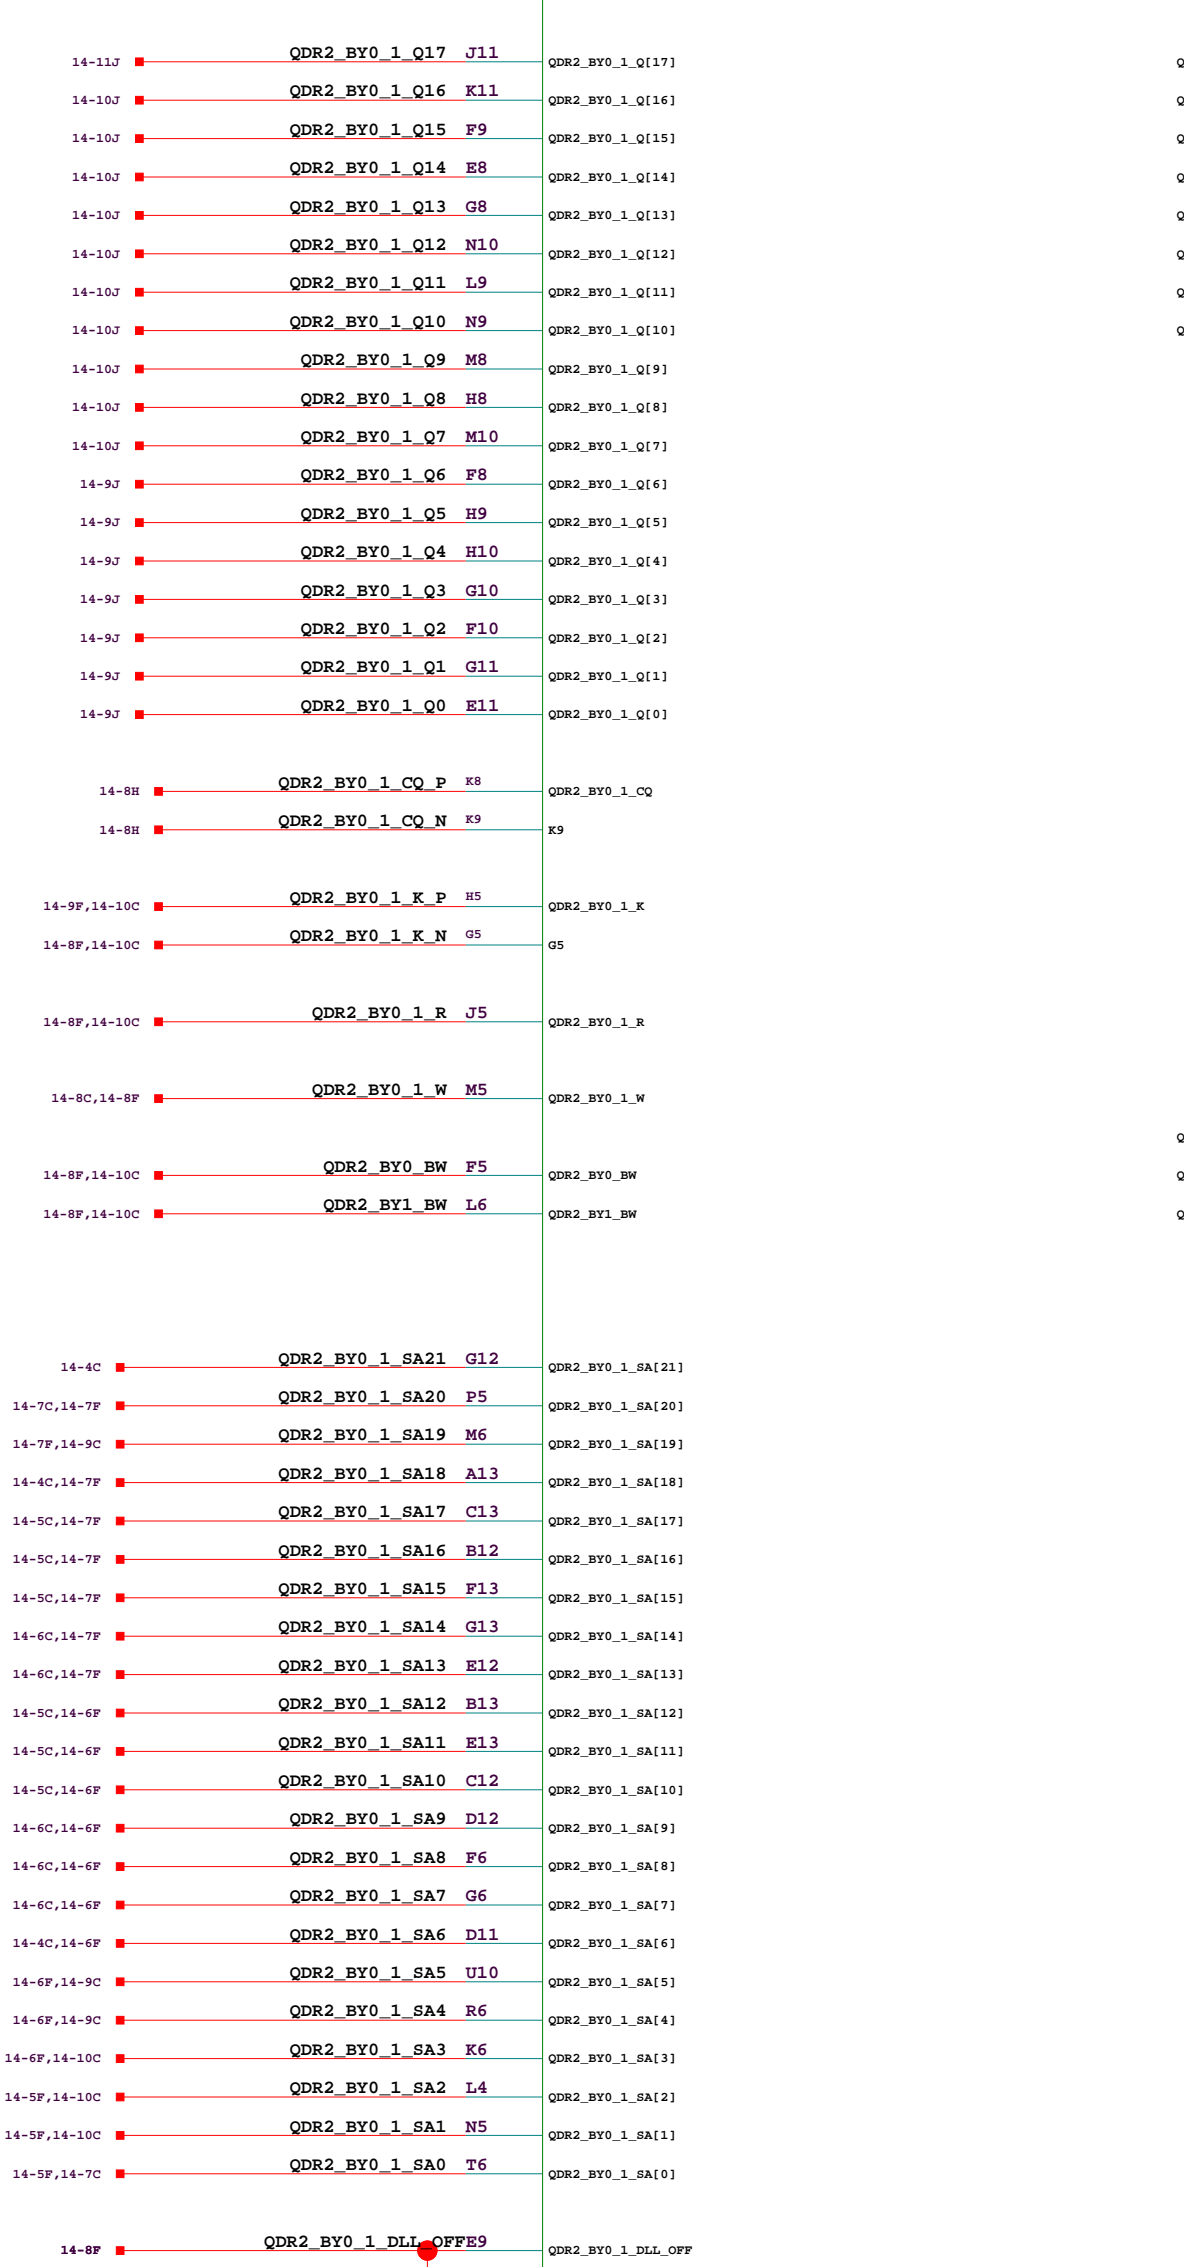 14-11J QDR2_BY0_1_Q17 J11 QDR2_BY0_1_Q[17] Q
14-10J QDR2_BY0_1_Q16 K11 QDR2_BY0_1_Q[16] Q
14-10J QDR2_BY0_1_Q15 F9 QDR2_BY0_1_Q[15] Q
14-10J QDR2_BY0_1_Q14 E8 QDR2_BY0_1_Q[14] Q
14-10J QDR2_BY0_1_Q13 G8 QDR2_BY0_1_Q[13] Q
14-10J QDR2_BY0_1_Q12 N10 QDR2_BY0_1_Q[12] Q
14-10J QDR2_BY0_1_Q11 L9 QDR2_BY0_1_Q[11] Q
14-10J QDR2_BY0_1_Q10 N9 QDR2_BY0_1_Q[10] Q
14-10J QDR2_BY0_1_Q9 M8 QDR2_BY0_1_Q[9]
14-10J QDR2_BY0_1_Q8 H8 QDR2_BY0_1_Q[8]
14-10J QDR2_BY0_1_Q7 M10 QDR2_BY0_1_Q[7]
14-9J QDR2_BY0_1_Q6 F8 QDR2_BY0_1_Q[6]
14-9J QDR2_BY0_1_Q5 H9 QDR2_BY0_1_Q[5]
14-9J QDR2_BY0_1_Q4 H10 QDR2_BY0_1_Q[4]
14-9J QDR2_BY0_1_Q3 G10 QDR2_BY0_1_Q[3]
14-9J QDR2_BY0_1_Q2 F10 QDR2_BY0_1_Q[2]
14-9J QDR2_BY0_1_Q1 G11 QDR2_BY0_1_Q[1]
14-9J QDR2_BY0_1_Q0 E11 QDR2_BY0_1_Q[0]
14-8H QDR2_BY0_1_CQ_P K8 QDR2_BY0_1_CQ
14-8H QDR2_BY0_1_CQ_N K9 K9
14-9F,14-10C QDR2_BY0_1_K_P H5 QDR2_BY0_1_K
14-8F,14-10C QDR2_BY0_1_K_N G5 G5
14-8F,14-10C QDR2_BY0_1_R J5 QDR2_BY0_1_R
14-8C,14-8F QDR2_BY0_1_W M5 QDR2_BY0_1_W
Q
14-8F,14-10C QDR2_BY0_BW F5 QDR2_BY0_BW Q
14-8F,14-10C QDR2_BY1_BW L6 QDR2_BY1_BW Q
14-4C QDR2_BY0_1_SA21 G12 QDR2_BY0_1_SA[21]
14-7C,14-7F QDR2_BY0_1_SA20 P5 QDR2_BY0_1_SA[20]
14-7F,14-9C QDR2_BY0_1_SA19 M6 QDR2_BY0_1_SA[19]
14-4C,14-7F QDR2_BY0_1_SA18 A13 QDR2_BY0_1_SA[18]
14-5C,14-7F QDR2_BY0_1_SA17 C13 QDR2_BY0_1_SA[17]
14-5C,14-7F QDR2_BY0_1_SA16 B12 QDR2_BY0_1_SA[16]
14-5C,14-7F QDR2_BY0_1_SA15 F13 QDR2_BY0_1_SA[15]
14-6C,14-7F QDR2_BY0_1_SA14 G13 QDR2_BY0_1_SA[14]
14-6C,14-7F QDR2_BY0_1_SA13 E12 QDR2_BY0_1_SA[13]
14-5C,14-6F QDR2_BY0_1_SA12 B13 QDR2_BY0_1_SA[12]
14-5C,14-6F QDR2_BY0_1_SA11 E13 QDR2_BY0_1_SA[11]
14-5C,14-6F QDR2_BY0_1_SA10 C12 QDR2_BY0_1_SA[10]
14-6C,14-6F QDR2_BY0_1_SA9 D12 QDR2_BY0_1_SA[9]
14-6C,14-6F QDR2_BY0_1_SA8 F6 QDR2_BY0_1_SA[8]
14-6C,14-6F QDR2_BY0_1_SA7 G6 QDR2_BY0_1_SA[7]
14-4C,14-6F QDR2_BY0_1_SA6 D11 QDR2_BY0_1_SA[6]
14-6F,14-9C QDR2_BY0_1_SA5 U10 QDR2_BY0_1_SA[5]
14-6F,14-9C QDR2_BY0_1_SA4 R6 QDR2_BY0_1_SA[4]
14-6F,14-10C QDR2_BY0_1_SA3 K6 QDR2_BY0_1_SA[3]
14-5F,14-10C QDR2_BY0_1_SA2 L4 QDR2_BY0_1_SA[2]
14-5F,14-10C QDR2_BY0_1_SA1 N5 QDR2_BY0_1_SA[1]
14-5F,14-7C QDR2_BY0_1_SA0 T6 QDR2_BY0_1_SA[0]
14-8F QDR2_BY0_1_DLL_OFF E9 QDR2_BY0_1_DLL_OFF